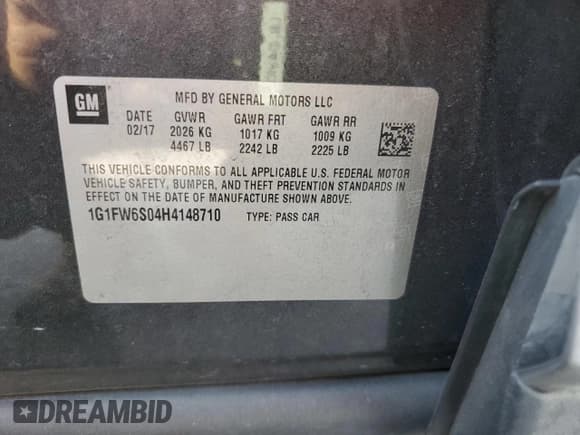 GM
MFD BY GENERAL MOTORS LLC
DATE GVWR GAWR FRT GAWR RR
02/17 2026 KG 1017 KG 1009 KG
4467 LB 2242 LB 2225 LB
THIS VEHICLE CONFORMS TO ALL APPLICABLE U.S. FEDERAL MOTOR
VEHICLE SAFETY, BUMPER, AND THEFT PREVENTION STANDARDS IN
EFFECT ON THE DATE OF MANUFACTURE SHOWN ABOVE.
1G1FW6S04H4148710 TYPE: PASS CAR
DREAMBID